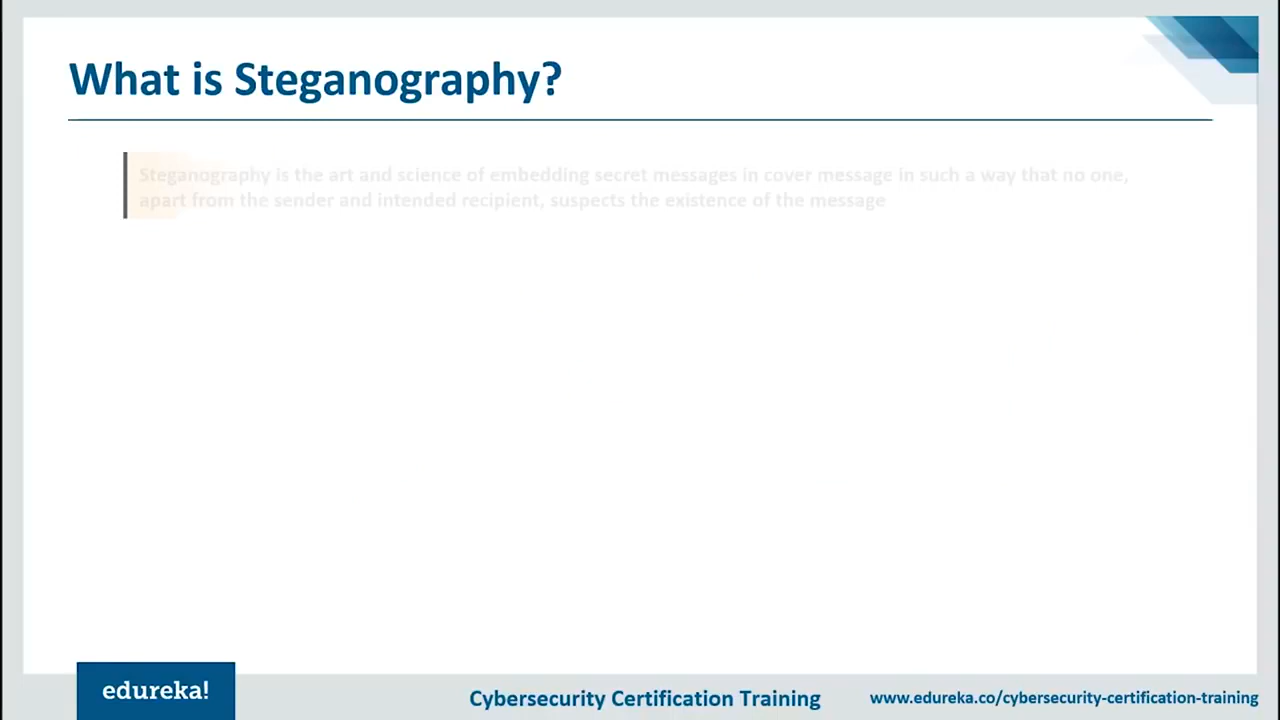 What is Steganography?
Steganography is the art and science of embedding secret messages in cover message in such a way that no one,
apart from the sender and intended recipient, suspects the existence of the message
edureka!
Cybersecurity Certification Training
www.edureka.co/cybersecurity-certification-training